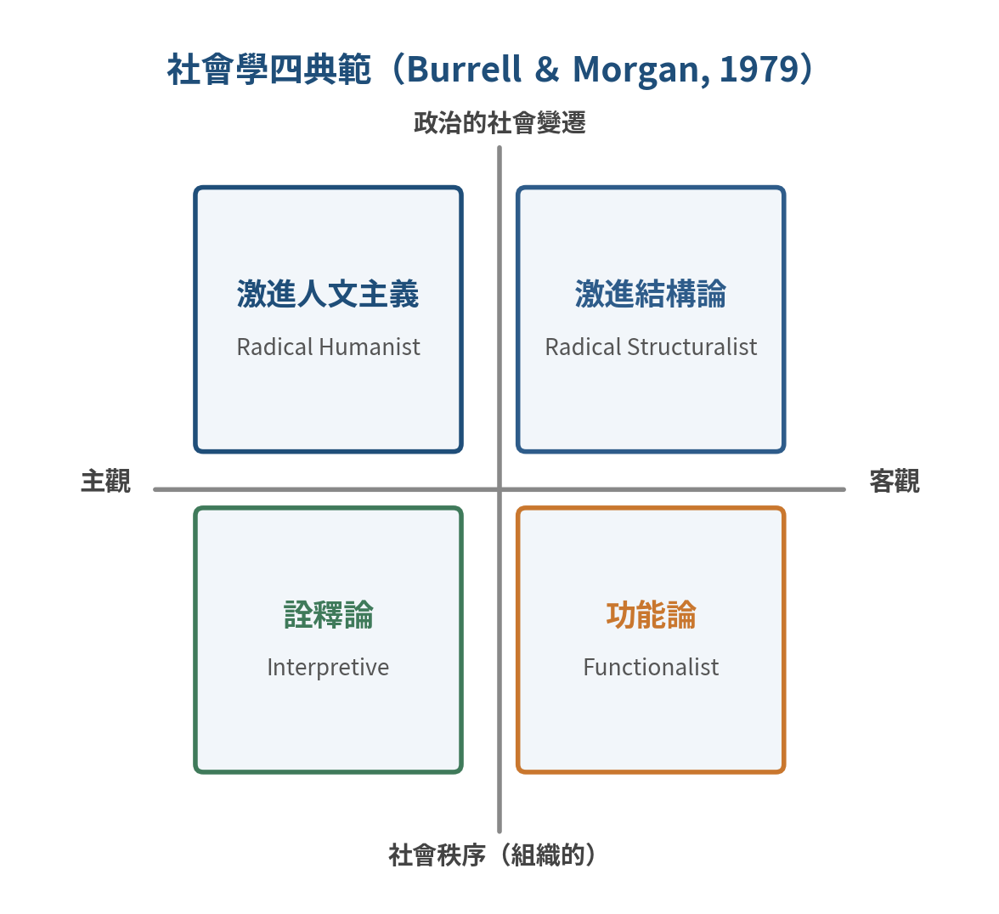 社會學四典範（Burrell & Morgan, 1979）
政治的社會變遷
激進人文主義
Radical Humanist
激進結構論
Radical Structuralist
主觀
客觀
詮釋論
Interpretive
功能論
Functionalist
社會秩序（組織的）